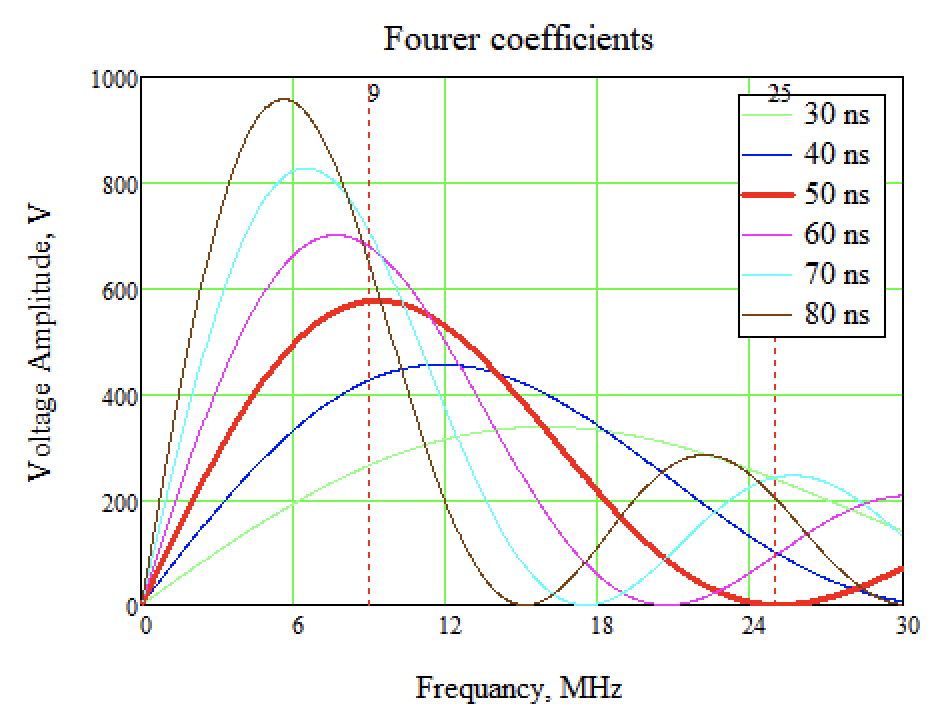 Fourer coefficients
1000
800
600
400
200
0
Voltage Amplitude, V
9
25
30 ns
40 ns
50 ns
60 ns
70 ns
80 ns
0
6
12
18
24
30
Frequancy, MHz